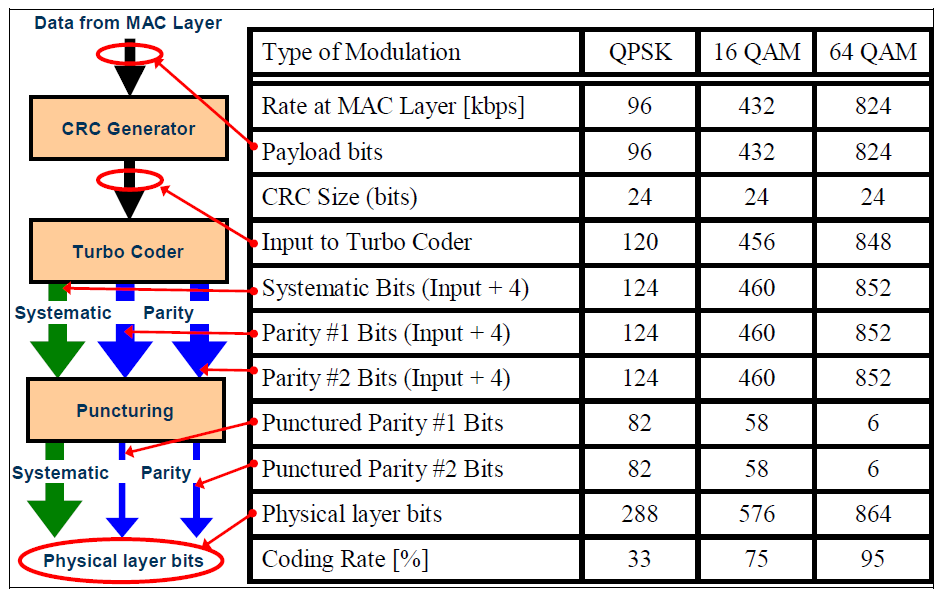 Data from MAC Layer
CRC Generator
Turbo Coder
Systematic Parity
Puncturing
Systematic Parity
Physical layer bits
Type of Modulation QPSK 16 QAM 64 QAM
Rate at MAC Layer [kbps] 96 432 824
Payload bits 96 432 824
CRC Size (bits) 24 24 24
Input to Turbo Coder 120 456 848
Systematic Bits (Input + 4) 124 460 852
Parity #1 Bits (Input + 4) 124 460 852
Parity #2 Bits (Input + 4) 124 460 852
Punctured Parity #1 Bits 82 58 6
Punctured Parity #2 Bits 82 58 6
Physical layer bits 288 576 864
Coding Rate [%] 33 75 95